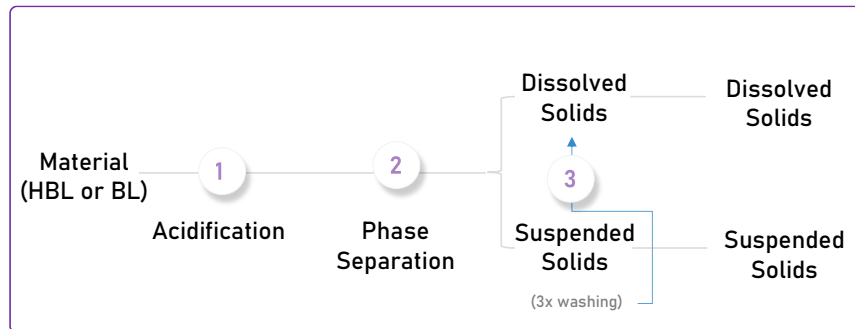 Material
(HBL or BL)
1
Acidification
2
Phase
Separation
Dissolved
Solids
3
Suspended
Solids
(3x washing)
Dissolved
Solids
Suspended
Solids